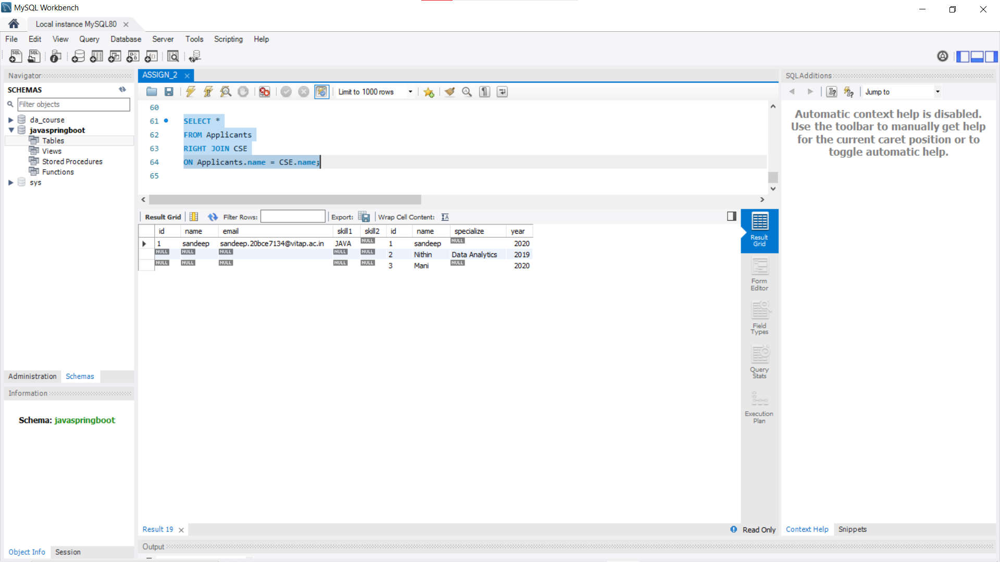 MySQL Workbench
Local instance MySQL80
File Edit View Query Database Server Tools Scripting Help
Navigator
SCHEMAS
Filter objects
da_course
javaspringboot
Tables
Views
Stored Procedures
Functions
sys
Administration Schemas
Information
Schema: javaspringboot
Object Info Session
ASSIGN_2
Limit to 1000 rows
60
61 SELECT *
62 FROM Applicants
63 RIGHT JOIN CSE
64 ON Applicants.name = CSE.name;
65
Result Grid Filter Rows: Export: Wrap Cell Content:
id name email skill1 skill2 id name specialize year
1 sandeep sandeep.20bce7134@vitap.ac.in JAVA NULL 1 sandeep NULL 2020
NULL NULL NULL NULL NULL 2 Nithin Data Analytics 2019
NULL NULL NULL NULL NULL 3 Mani NULL 2020
Result Grid
Form Editor
Field Types
Query Stats
Execution Plan
Result 19
Read Only
Output
SQLAdditions
Jump to
Automatic context help is disabled.
Use the toolbar to manually get help
for the current caret position or to
toggle automatic help.
Context Help Snippets